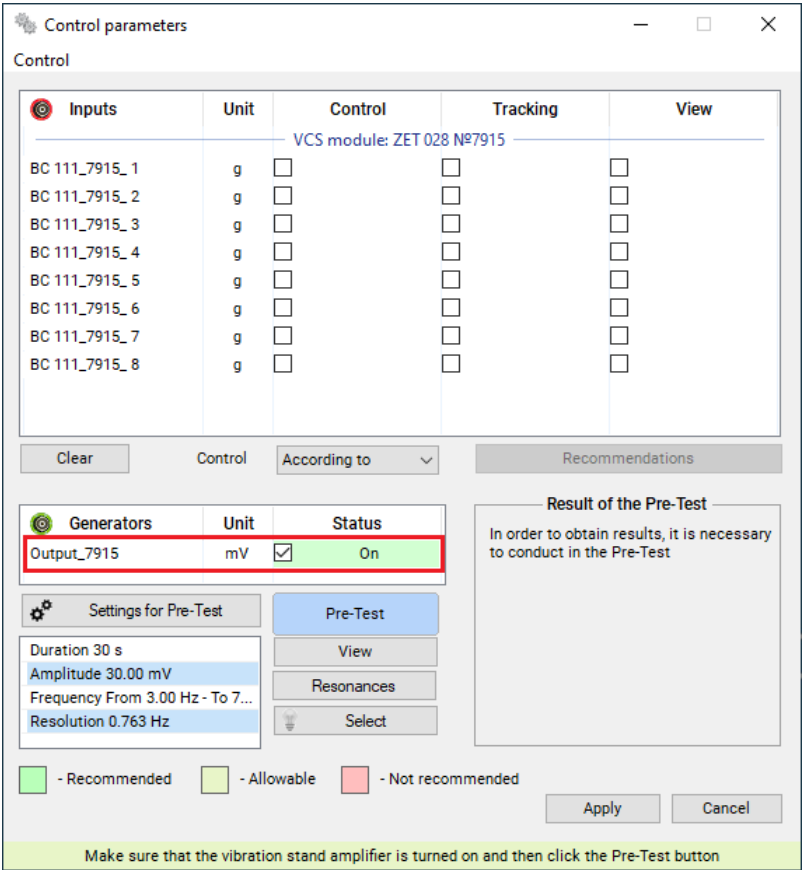 Control parameters
Control
Inputs Unit Control Tracking View
VCS module: ZET 028 №7915
BC 111_7915_ 1 g
BC 111_7915_ 2 g
BC 111_7915_ 3 g
BC 111_7915_ 4 g
BC 111_7915_ 5 g
BC 111_7915_ 6 g
BC 111_7915_ 7 g
BC 111_7915_ 8 g
Clear Control According to Recommendations
Generators Unit Status
Output_7915 mV On
Result of the Pre-Test
In order to obtain results, it is necessary
to conduct in the Pre-Test
Settings for Pre-Test
Pre-Test
Duration 30 s
Amplitude 30.00 mV
Frequency From 3.00 Hz - To 7...
Resolution 0.763 Hz
View
Resonances
Select
- Recommended - Allowable - Not recommended
Apply Cancel
Make sure that the vibration stand amplifier is turned on and then click the Pre-Test button